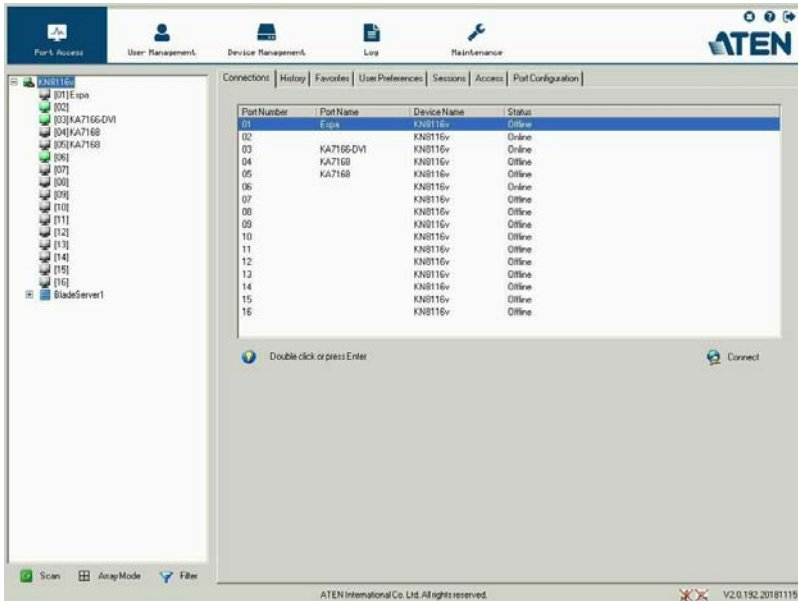 Port Access User Management Device Management Log Maintenance
ATEN
KN8116v
[01]Espa
[02]
[03]KA7166-DVI
[04]KA7168
[05]KA7168
[06]
[07]
[08]
[09]
[10]
[11]
[12]
[13]
[14]
[15]
[16]
BladeServer1
Connections History Favorites User Preferences Sessions Access Port Configuration
Port Number Port Name Device Name Status
01 Espa KN8116v Offline
02 KN8116v Online
03 KA7166-DVI KN8116v Online
04 KA7168 KN8116v Offline
05 KA7168 KN8116v Offline
06 KN8116v Online
07 KN8116v Offline
08 KN8116v Offline
09 KN8116v Offline
10 KN8116v Offline
11 KN8116v Offline
12 KN8116v Offline
13 KN8116v Offline
14 KN8116v Offline
15 KN8116v Offline
16 KN8116v Offline
Double click or press Enter
Connect
Scan Array Mode Filter
ATEN International Co. Ltd. All rights reserved.
V2.0.192.20181115